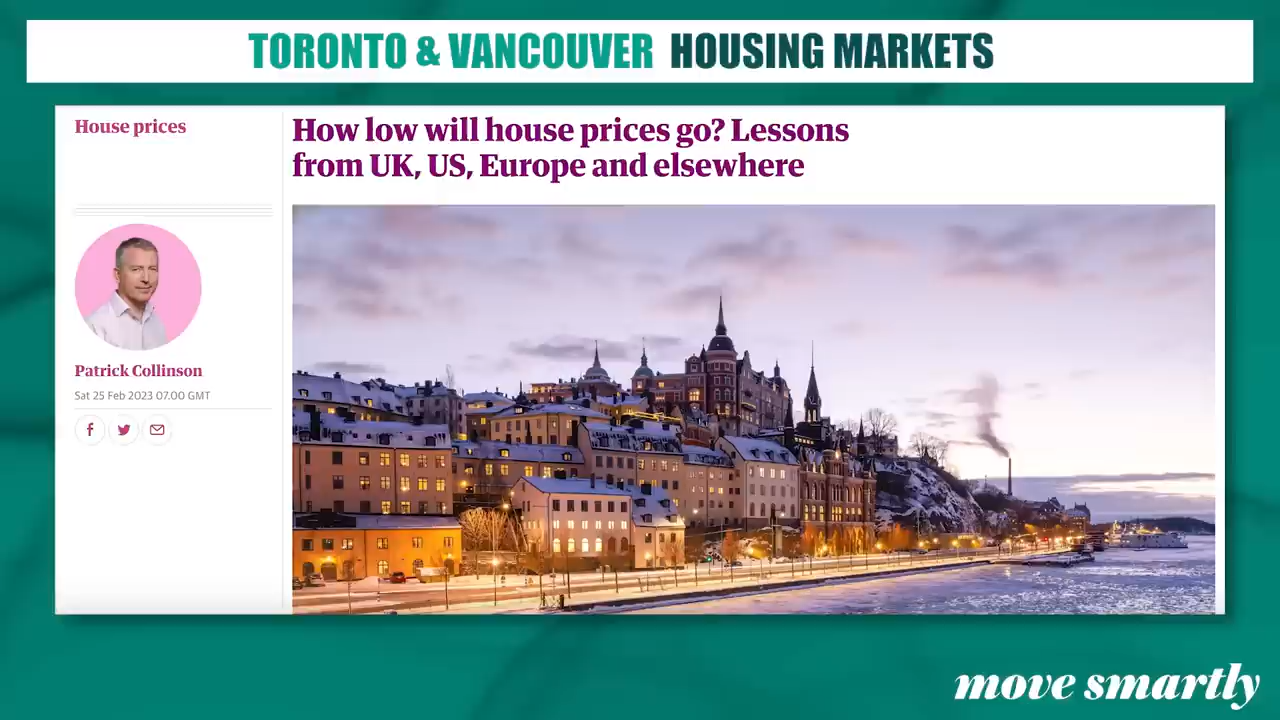 TORONTO & VANCOUVER HOUSING MARKETS
House prices
How low will house prices go? Lessons
from UK, US, Europe and elsewhere
Patrick Collinson
Sat 25 Feb 2023 07.00 GMT
move smartly